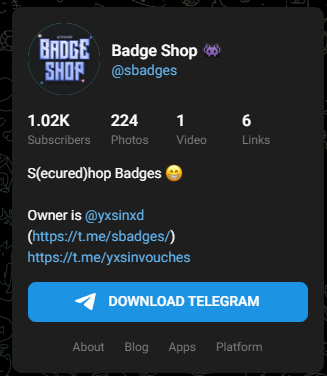 BADGE
SHOP
Badge Shop 👾
@sbadges
1.02K 224 1 6
Subscribers Photos Video Links
S(ecured)hop Badges 😁
Owner is @yxsinxd
(https://t.me/sbadges/)
https://t.me/yxsinvouches
DOWNLOAD TELEGRAM
About Blog Apps Platform